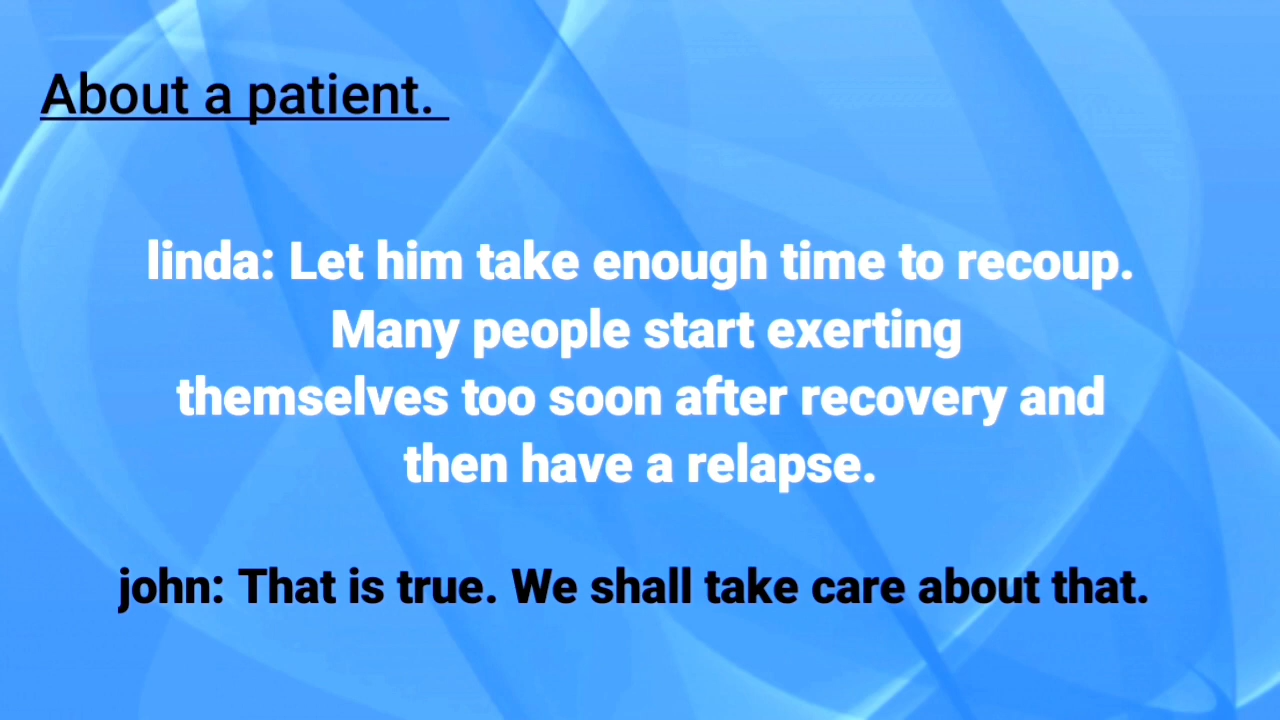 About a patient.
linda: Let him take enough time to recoup.
Many people start exerting
themselves too soon after recovery and
then have a relapse.
john: That is true. We shall take care about that.